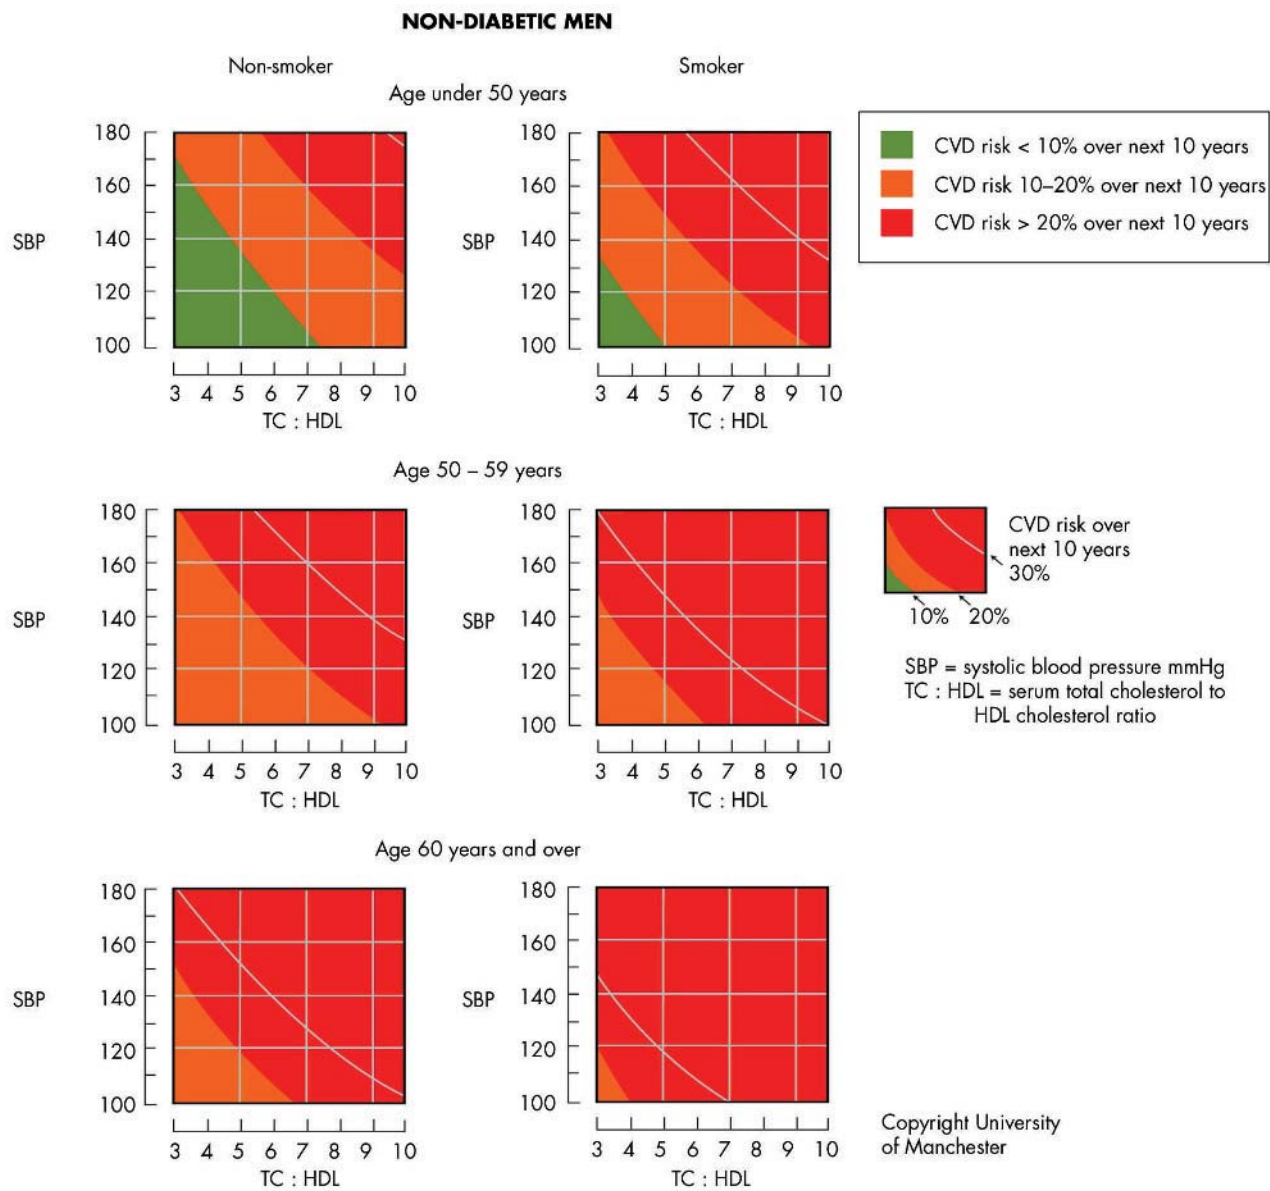 NON-DIABETIC MEN
Non-smoker Smoker
Age under 50 years
180
160
SBP 140
120
100
3 4 5 6 7 8 9 10
TC : HDL
180
160
SBP 140
120
100
3 4 5 6 7 8 9 10
TC : HDL
CVD risk < 10% over next 10 years
CVD risk 10–20% over next 10 years
CVD risk > 20% over next 10 years
Age 50 – 59 years
180
160
140
SBP
120
100
3 4 5 6 7 8 9 10
TC : HDL
180
160
140
SBP
120
100
3 4 5 6 7 8 9 10
TC : HDL
CVD risk over
next 10 years
30%
10% 20%
SBP = systolic blood pressure mmHg
TC : HDL = serum total cholesterol to
HDL cholesterol ratio
Age 60 years and over
180
160
140
SBP
120
100
3 4 5 6 7 8 9 10
TC : HDL
180
160
140
SBP
120
100
3 4 5 6 7 8 9 10
TC : HDL
Copyright University
of Manchester